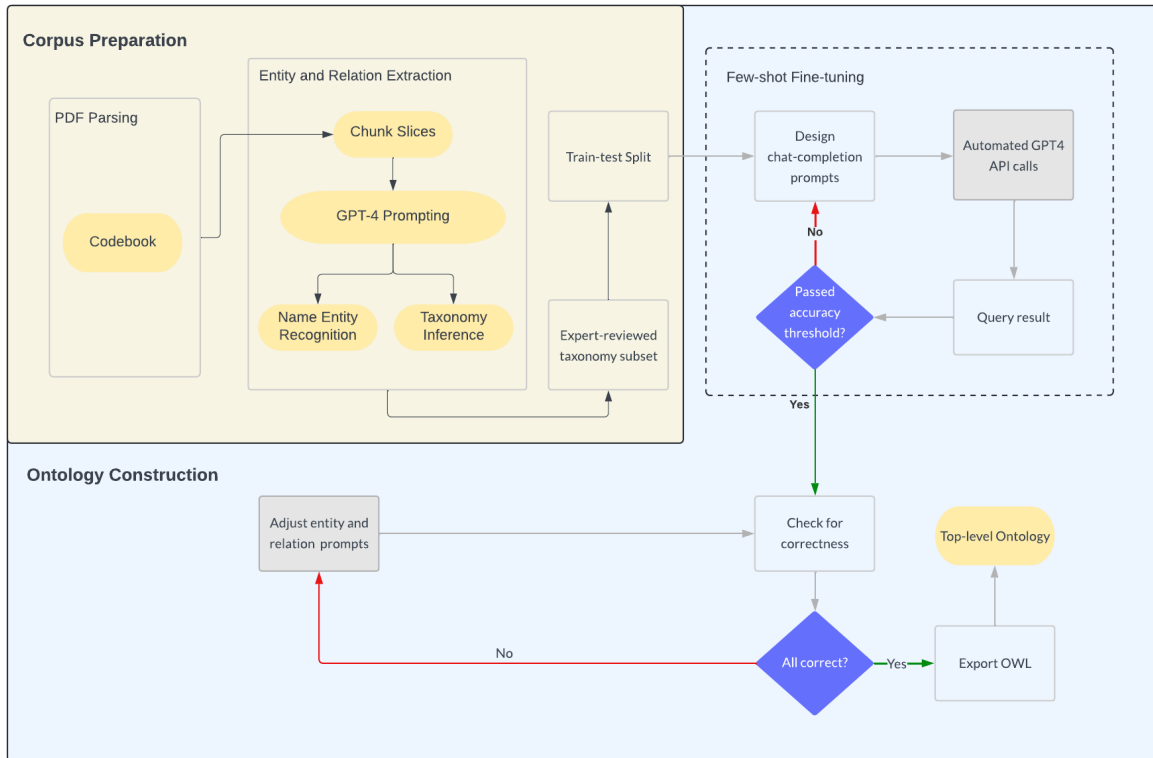 Corpus Preparation
PDF Parsing
Codebook
Entity and Relation Extraction
Chunk Slices
GPT-4 Prompting
Name Entity
Recognition
Taxonomy
Inference
Train-test Split
Expert-reviewed
taxonomy subset
Few-shot Fine-tuning
Design
chat-completion
prompts
Automated GPT4
API calls
No
Passed
accuracy
threshold?
Query result
Yes
Ontology Construction
Adjust entity and
relation prompts
Check for
correctness
Top-level Ontology
No
All correct?
Yes
Export OWL